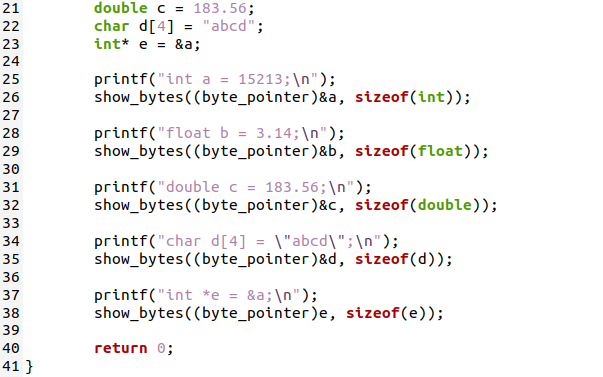 21        double c = 183.56;
22        char d[4] = "abcd";
23        int* e = &a;
24
25        printf("int a = 15213;\n");
26        show_bytes((byte_pointer)&a, sizeof(int));
27
28        printf("float b = 3.14;\n");
29        show_bytes((byte_pointer)&b, sizeof(float));
30
31        printf("double c = 183.56;\n");
32        show_bytes((byte_pointer)&c, sizeof(double));
33
34        printf("char d[4] = \"abcd\";\n");
35        show_bytes((byte_pointer)&d, sizeof(d));
36
37        printf("int *e = &a;\n");
38        show_bytes((byte_pointer)e, sizeof(e));
39
40        return 0;
41 }